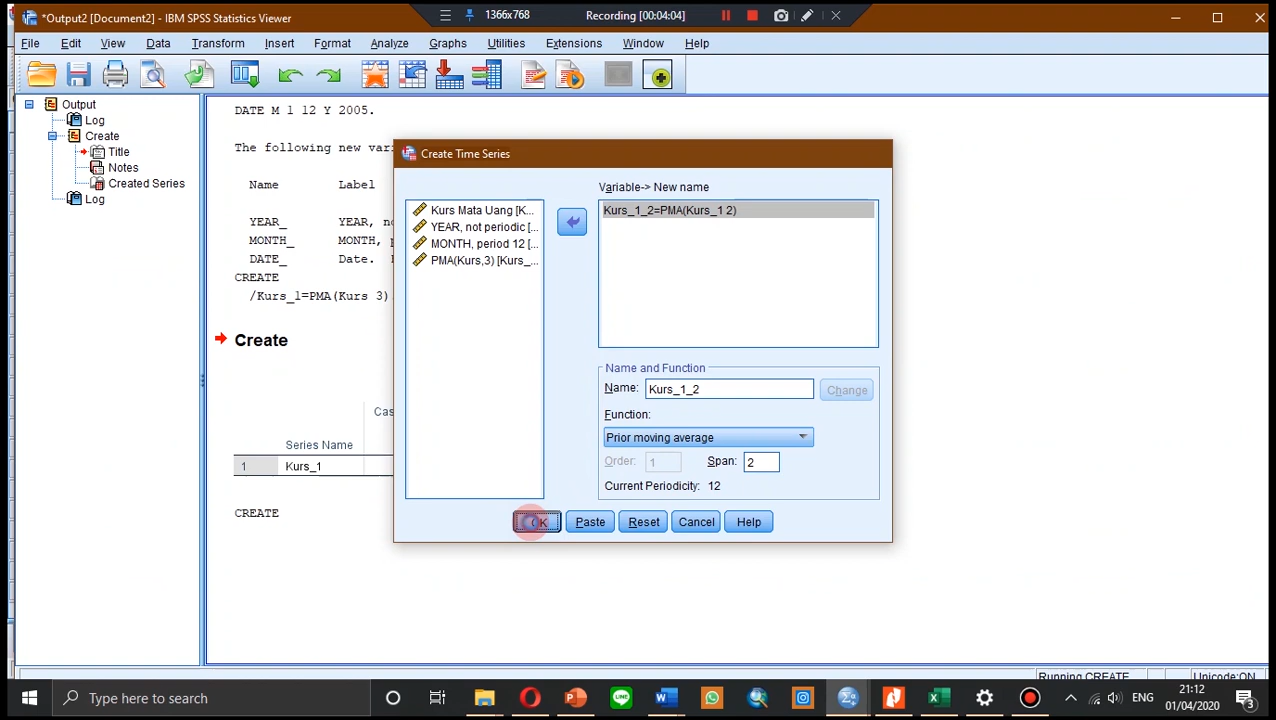 *Output2 [Document2] - IBM SPSS Statistics Viewer
1366x768
Recording [00:04:04]
File Edit View Data Transform Insert Format Analyze Graphs Utilities Extensions Window Help
Output
Log
Create
Title
Notes
Created Series
Log
DATE M 1 12 Y 2005.
The following new
Name Label
YEAR_ YEAR,
MONTH_ MONTH,
DATE_ Date.
CREATE
/Kurs_1=PMA(Kurs 3)
Create
Series Name
1 Kurs_1
CREATE
Create Time Series
Variable-> New name
Kurs Mata Uang [K...
YEAR, not periodic [...
MONTH, period 12 [...
PMA(Kurs,3) [Kurs_...
Kurs_1_2=PMA(Kurs_1 2)
Name and Function
Name: Kurs_1_2 Change
Function:
Prior moving average
Order: 1 Span: 2
Current Periodicity: 12
OK Paste Reset Cancel Help
Running CREATE Unicode:ON
Type here to search
ENG
21:12
01/04/2020
3